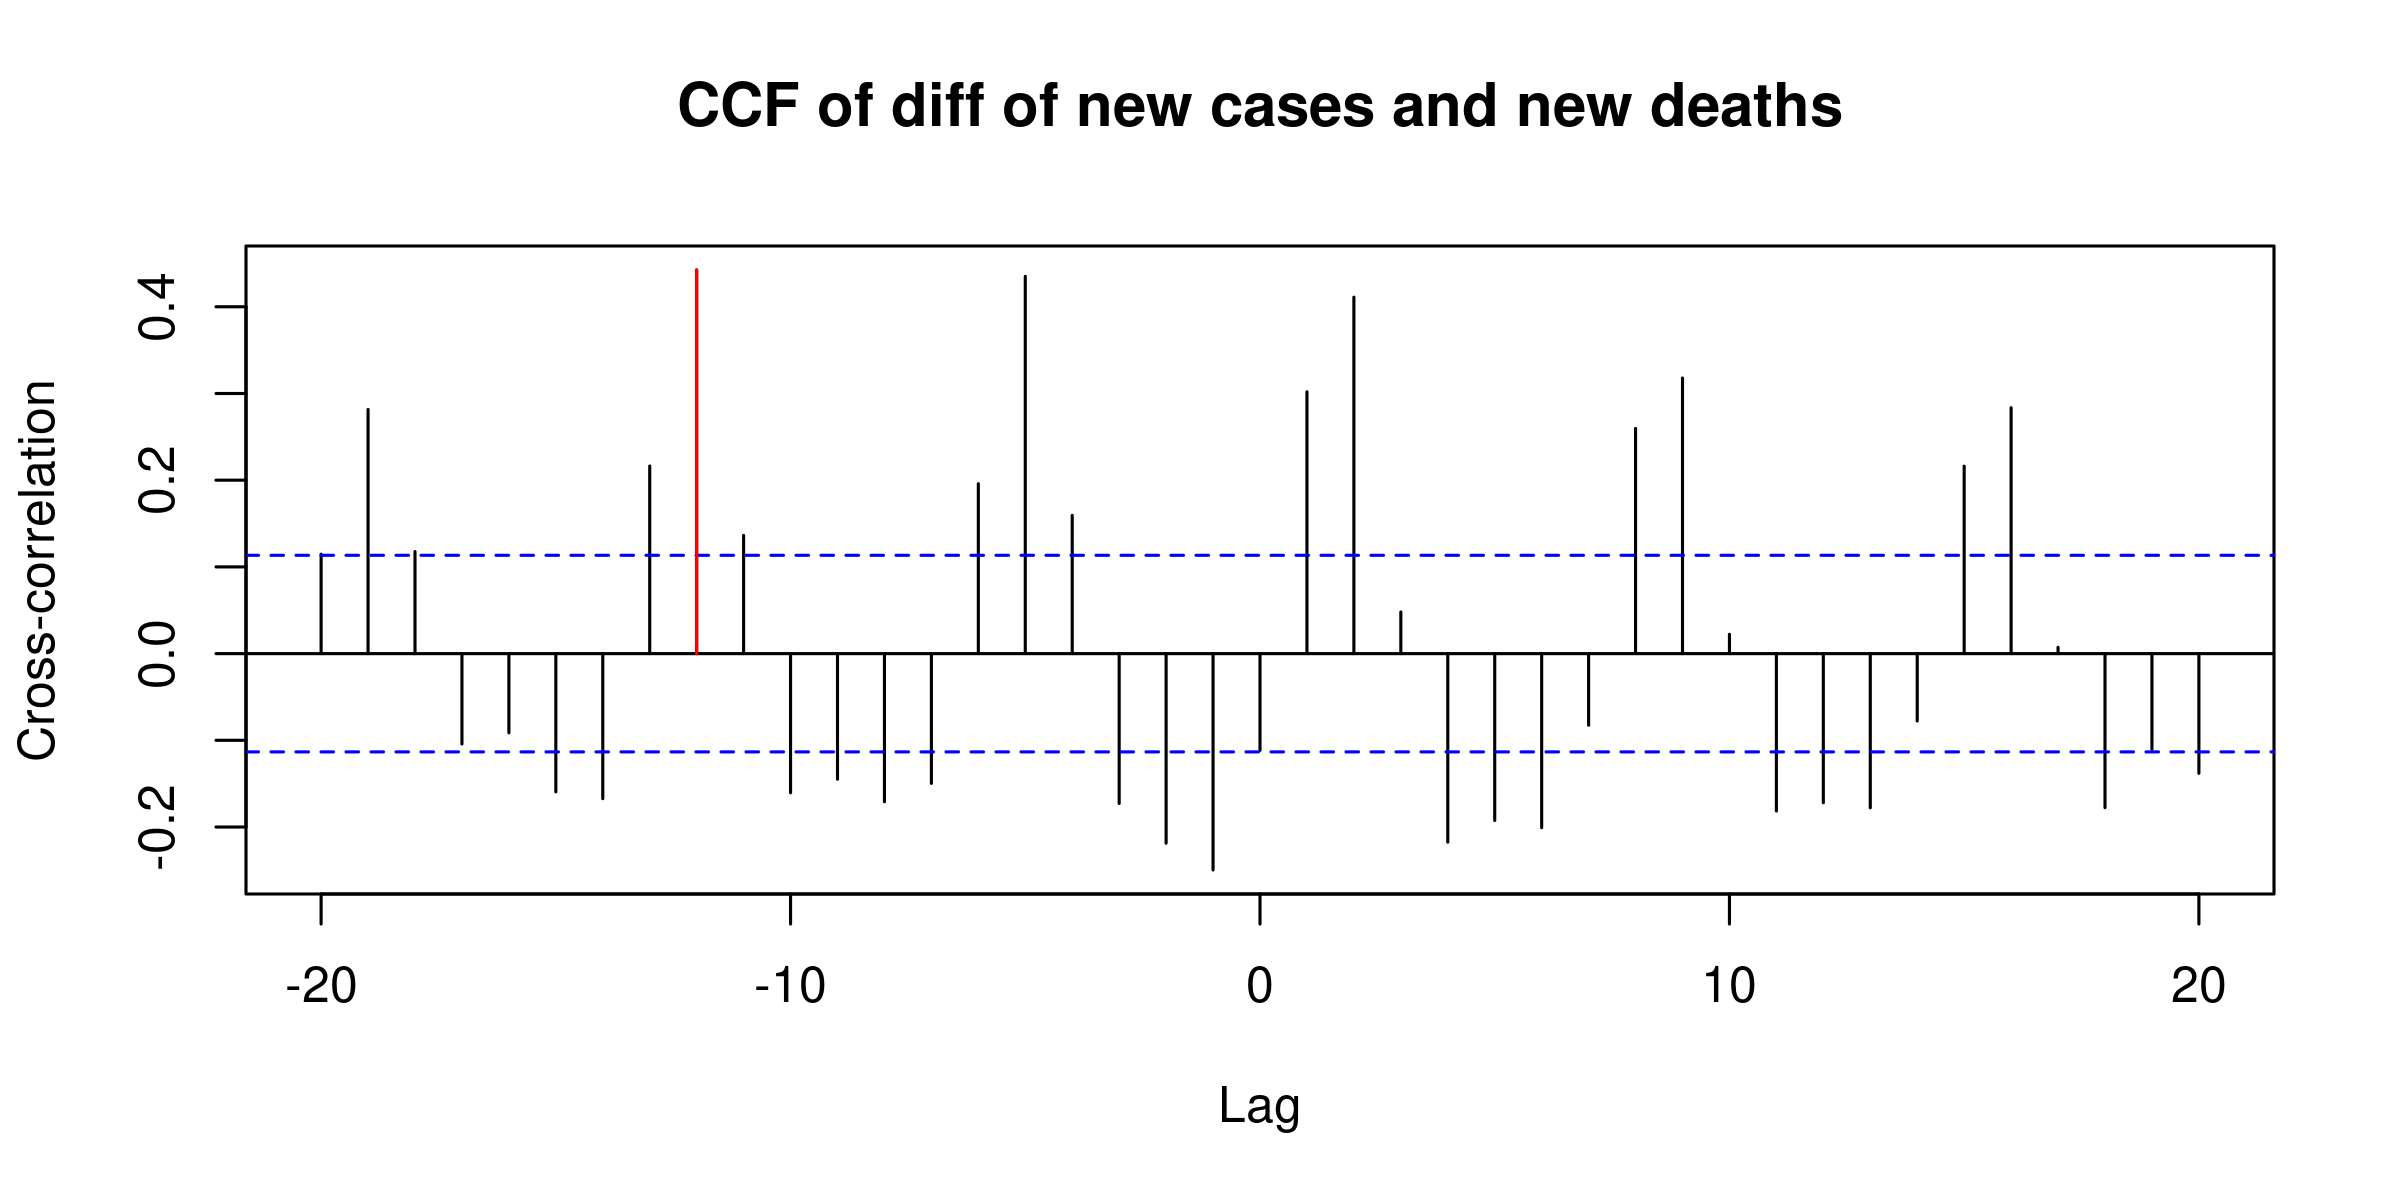 CCF of diff of new cases and new deaths
Cross-correlation
0.4
0.2
0.0
-0.2
-20 -10 0 10 20
Lag